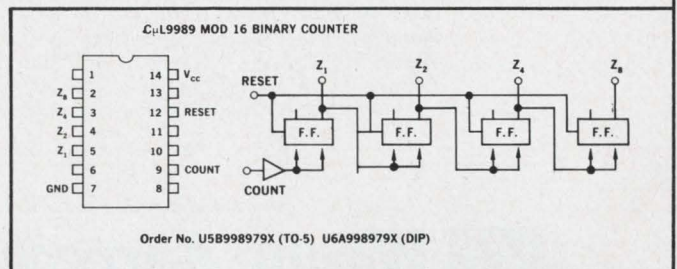 CµL9989 MOD 16 BINARY COUNTER
1 14 Vcc
Z8 2 13
Z4 3 12 RESET
Z2 4 11
Z1 5 10
6 9 COUNT
GND 7 8
Z1 Z2 Z4 Z8
RESET
F.F. F.F. F.F. F.F.
COUNT
Order No. U5B998979X (TO-5) U6A998979X (DIP)